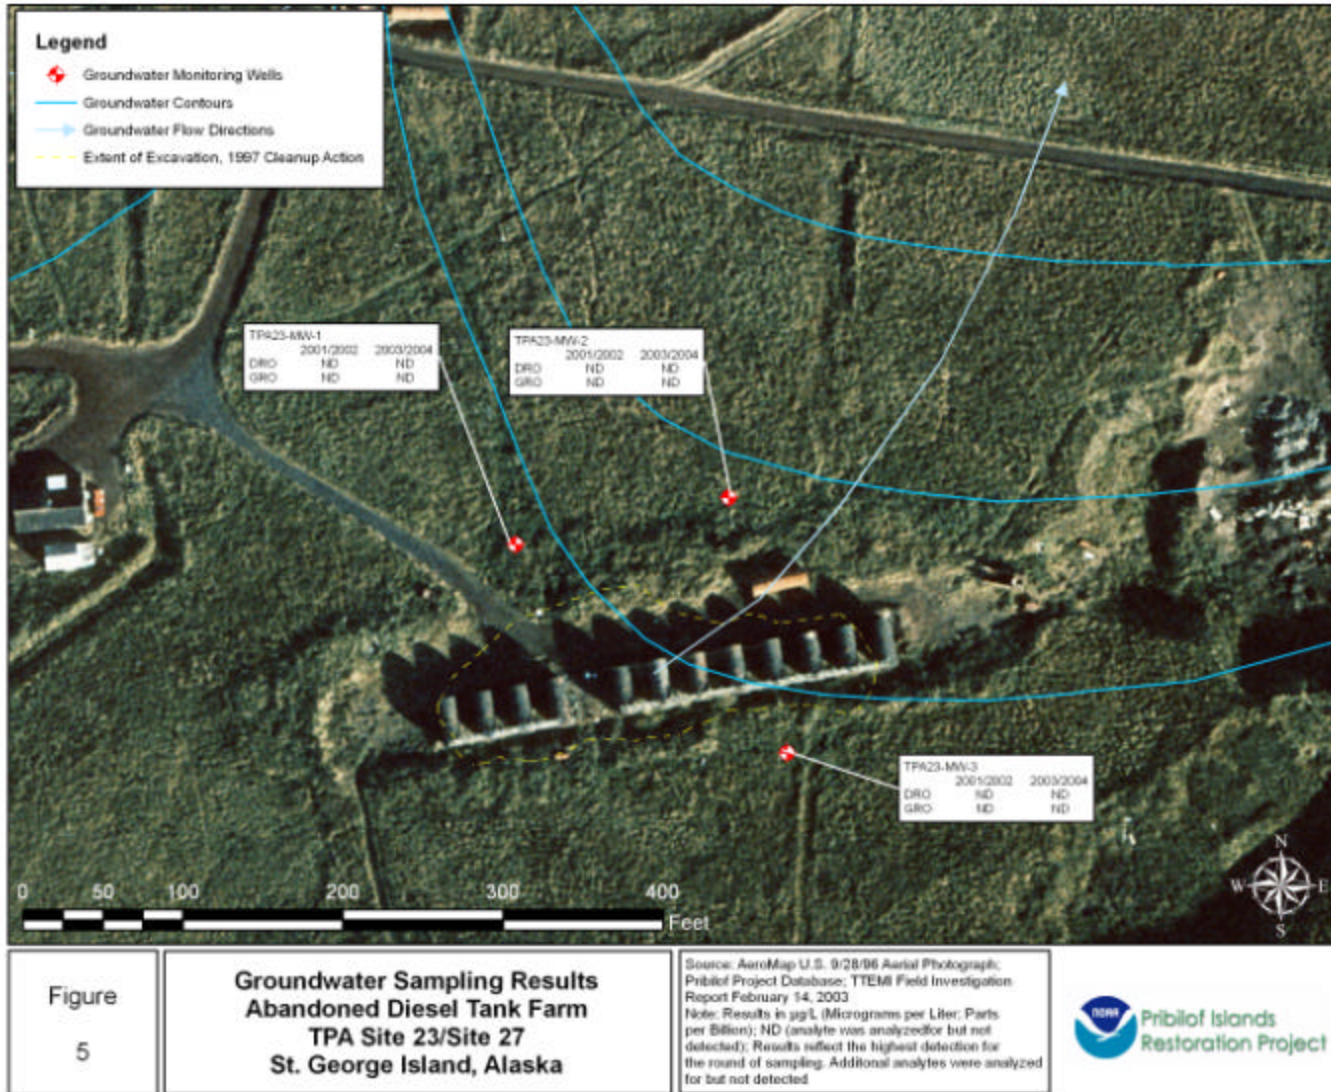 Legend
Groundwater Monitoring Wells
Groundwater Contours
Groundwater Flow Directions
Extent of Excavation, 1997 Cleanup Action
TPA23-MW-1
2001/2002 2003/2004
DRO ND ND
GRO ND ND
TPA23-MW-2
2001/2002 2003/2004
DRO ND ND
GRO ND ND
TPA23-MW-3
2001/2002 2003/2004
DRO ND ND
GRO ND ND
0 50 100 200 300 400
Feet
N
W E
S
Figure
5
Groundwater Sampling Results
Abandoned Diesel Tank Farm
TPA Site 23/Site 27
St. George Island, Alaska
Source: AeroMap U.S. 9/28/96 Aerial Photograph;
Pribilof Project Database; TTEMI Field Investigation
Report February 14, 2003
Note: Results in µg/L (Micrograms per Liter; Parts
per Billion); ND (analyte was analyzedfor but not
detected); Results reflect the highest detection for
the round of sampling. Additonal analytes were analyzed
for but not detected
NOAA
Pribilof Islands
Restoration Project